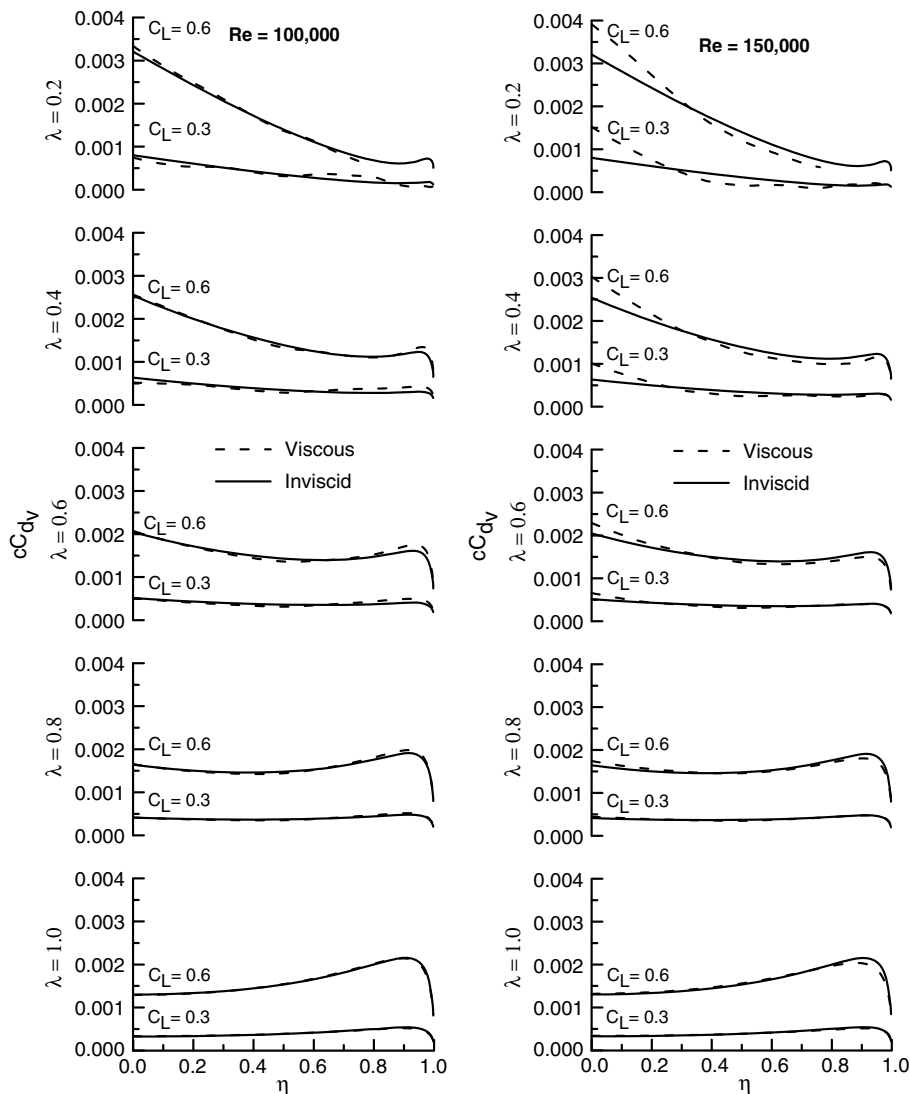 Re = 100,000
λ = 0.2
0.004
0.003
0.002
0.001
0.000
C_L = 0.6
C_L = 0.3
λ = 0.4
0.004
0.003
0.002
0.001
0.000
C_L = 0.6
C_L = 0.3
cC_dv
λ = 0.6
0.004
0.003
0.002
0.001
0.000
Viscous
Inviscid
C_L = 0.6
C_L = 0.3
λ = 0.8
0.004
0.003
0.002
0.001
0.000
C_L = 0.6
C_L = 0.3
λ = 1.0
0.004
0.003
0.002
0.001
0.000
C_L = 0.6
C_L = 0.3
0.0 0.2 0.4 0.6 0.8 1.0
η
Re = 150,000
λ = 0.2
0.004
0.003
0.002
0.001
0.000
C_L = 0.6
C_L = 0.3
λ = 0.4
0.004
0.003
0.002
0.001
0.000
C_L = 0.6
C_L = 0.3
cC_dv
λ = 0.6
0.004
0.003
0.002
0.001
0.000
Viscous
Inviscid
C_L = 0.6
C_L = 0.3
λ = 0.8
0.004
0.003
0.002
0.001
0.000
C_L = 0.6
C_L = 0.3
λ = 1.0
0.004
0.003
0.002
0.001
0.000
C_L = 0.6
C_L = 0.3
0.0 0.2 0.4 0.6 0.8 1.0
η